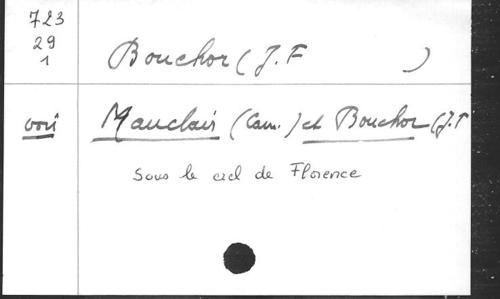 723
29
1
Bouchor (J.F )
voir Mauclair (Cam.) et Bouchor (J.F
Sous le ciel de Florence